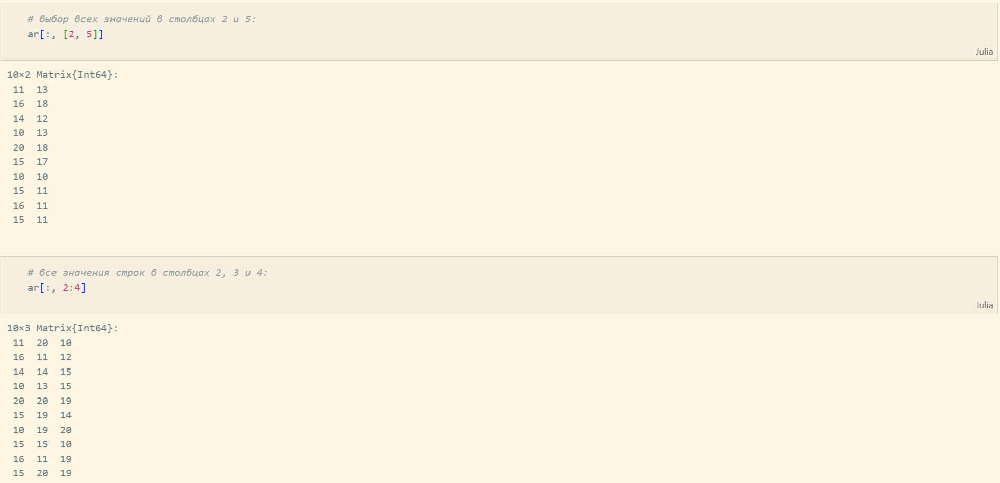 # выбор всех значений в столбцах 2 и 5:
ar[:, [2, 5]]
Julia
10×2 Matrix{Int64}:
11 13
16 18
14 12
10 13
20 18
15 17
10 10
15 11
16 11
15 11
# все значения строк в столбцах 2, 3 и 4:
ar[:, 2:4]
Julia
10×3 Matrix{Int64}:
11 20 10
16 11 12
14 14 15
10 13 15
20 20 19
15 19 14
10 19 20
15 15 10
16 11 19
15 20 19